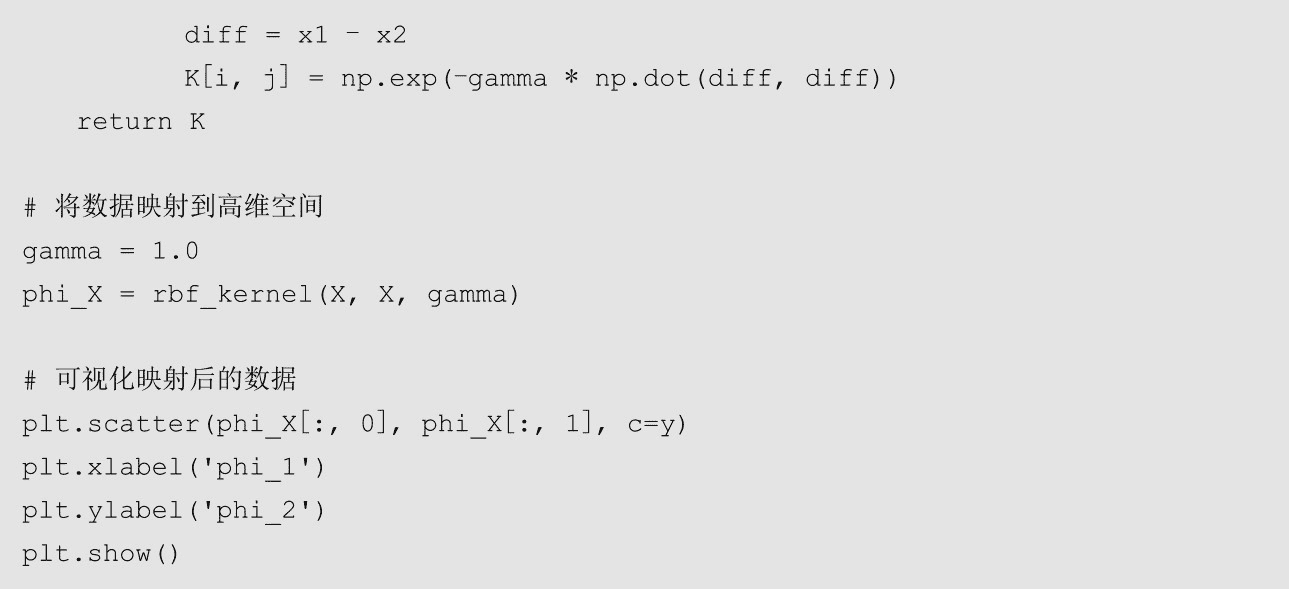 diff = x1 - x2
K[i, j] = np.exp(-gamma * np.dot(diff, diff))
return K
# 将数据映射到高维空间
gamma = 1.0
phi_X = rbf_kernel(X, X, gamma)
# 可视化映射后的数据
plt.scatter(phi_X[:, 0], phi_X[:, 1], c=y)
plt.xlabel('phi_1')
plt.ylabel('phi_2')
plt.show()